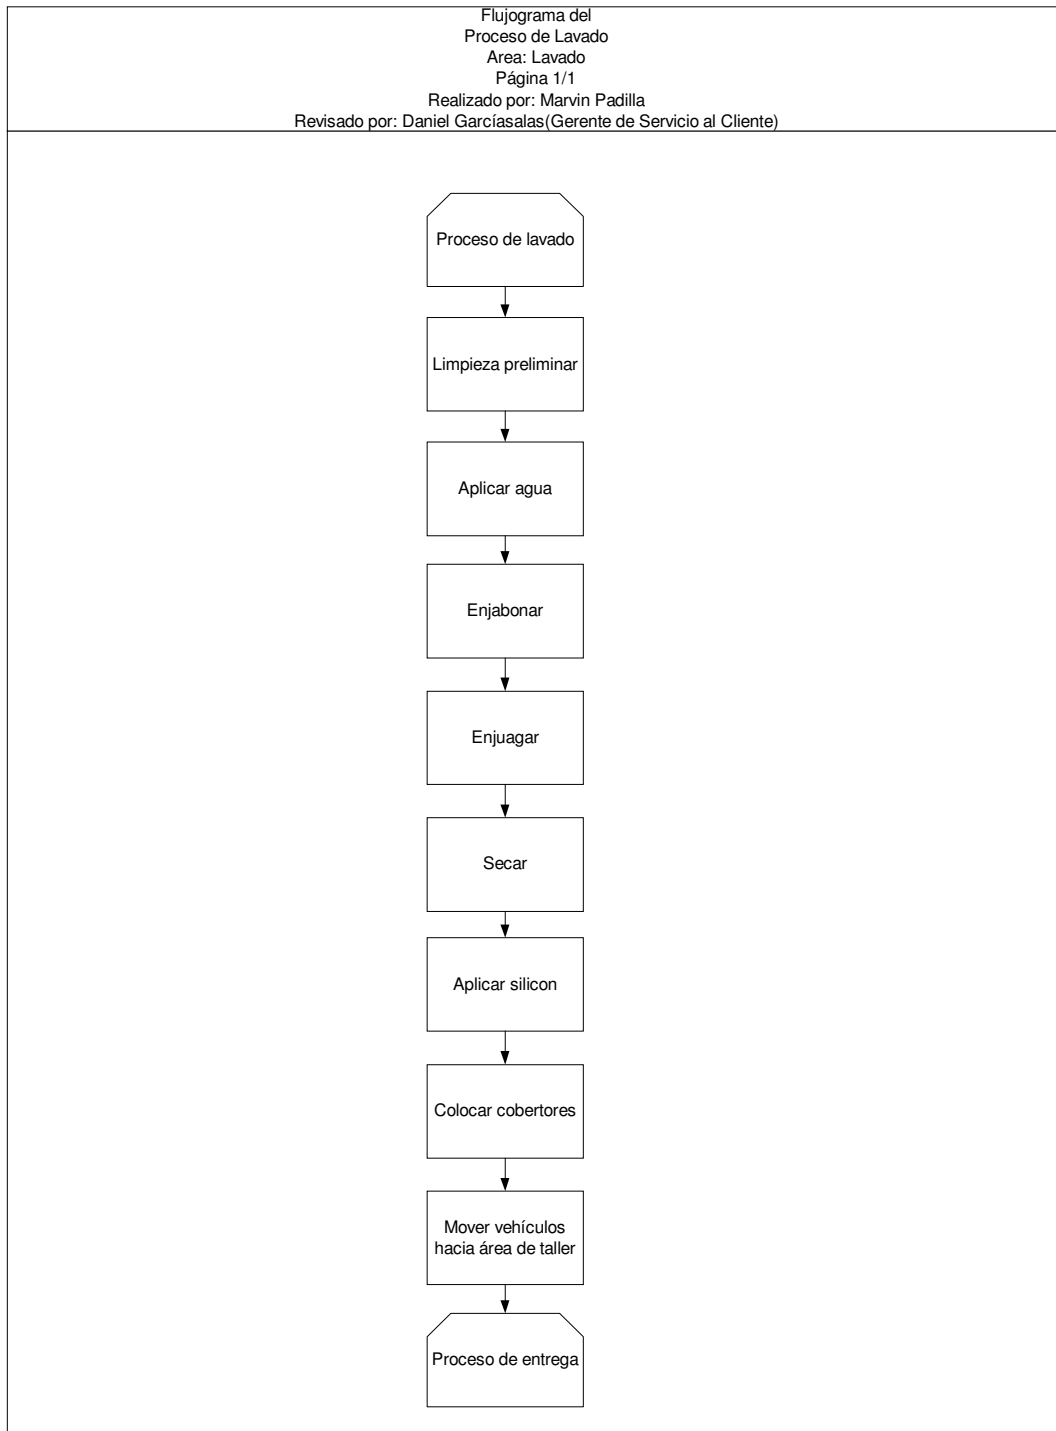 Flujograma del
Proceso de Lavado
Area: Lavado
Página 1/1
Realizado por: Marvin Padilla
Revisado por: Daniel Garcíasalas(Gerente de Servicio al Cliente)
Proceso de lavado
Limpieza preliminar
Aplicar agua
Enjabonar
Enjuagar
Secar
Aplicar silicon
Colocar cobertores
Mover vehículos
hacia área de taller
Proceso de entrega